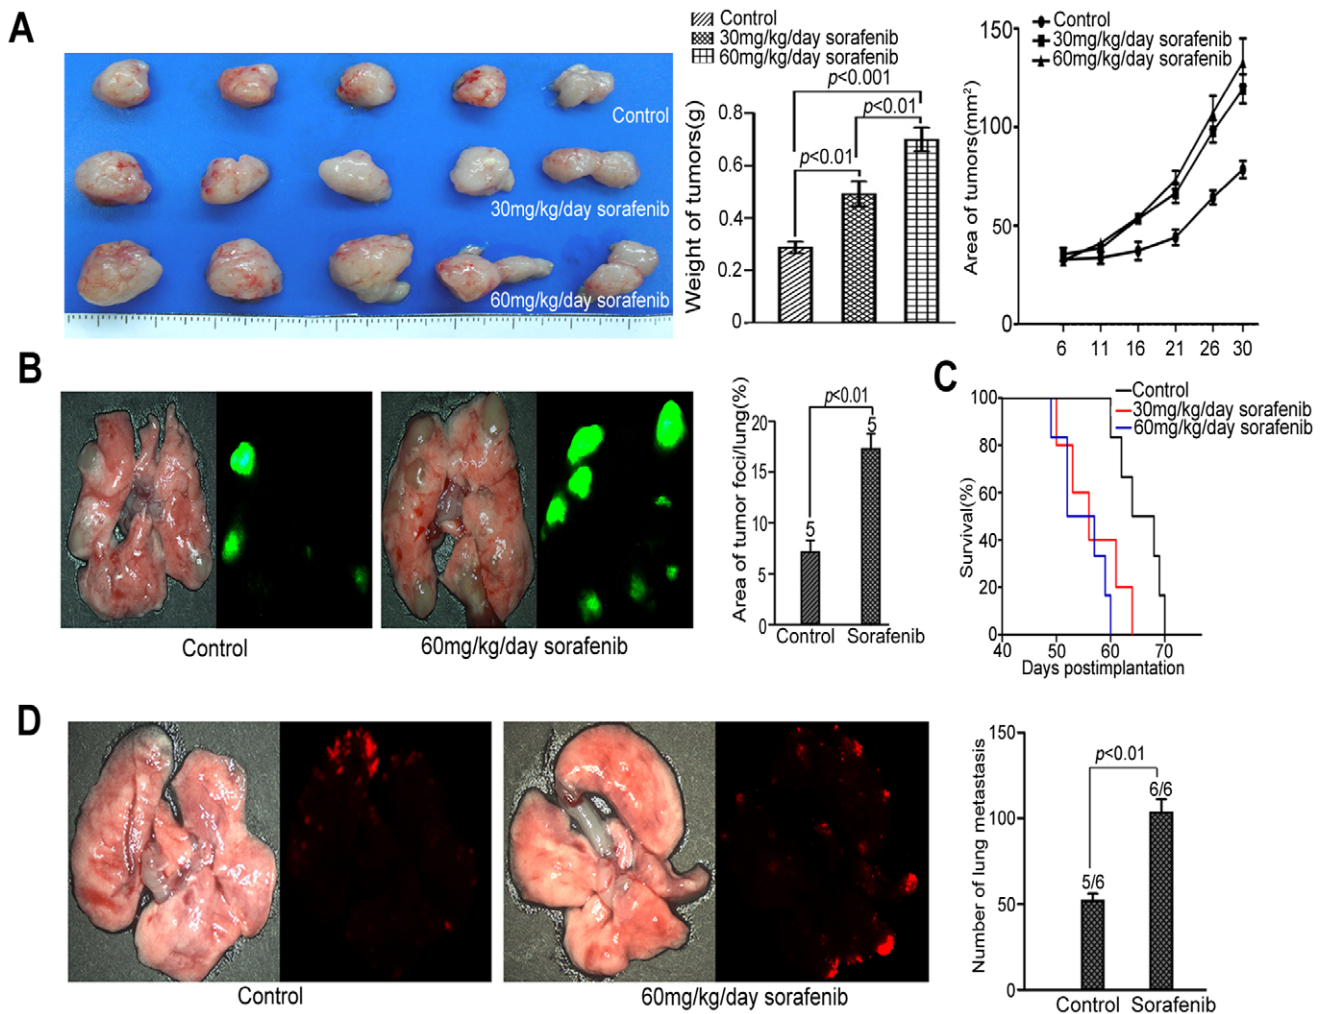 A
Control
30mg/kg/day sorafenib
60mg/kg/day sorafenib
Control
30mg/kg/day sorafenib
60mg/kg/day sorafenib
p<0.001
p<0.01
p<0.01
Weight of tumors(g)
0.8
0.6
0.4
0.2
0
Control
30mg/kg/day sorafenib
60mg/kg/day sorafenib
Area of tumors(mm²)
150
100
50
0
6 11 16 21 26 30
B
Control
60mg/kg/day sorafenib
Area of tumor foci/lung(%)
20
15
10
5
0
p<0.01
5
5
Control Sorafenib
C
Control
30mg/kg/day sorafenib
60mg/kg/day sorafenib
Survival(%)
100
80
60
40
20
0
40 50 60 70
Days postimplantation
D
Control
60mg/kg/day sorafenib
Number of lung metastasis
150
100
50
0
p<0.01
5/6
6/6
Control Sorafenib